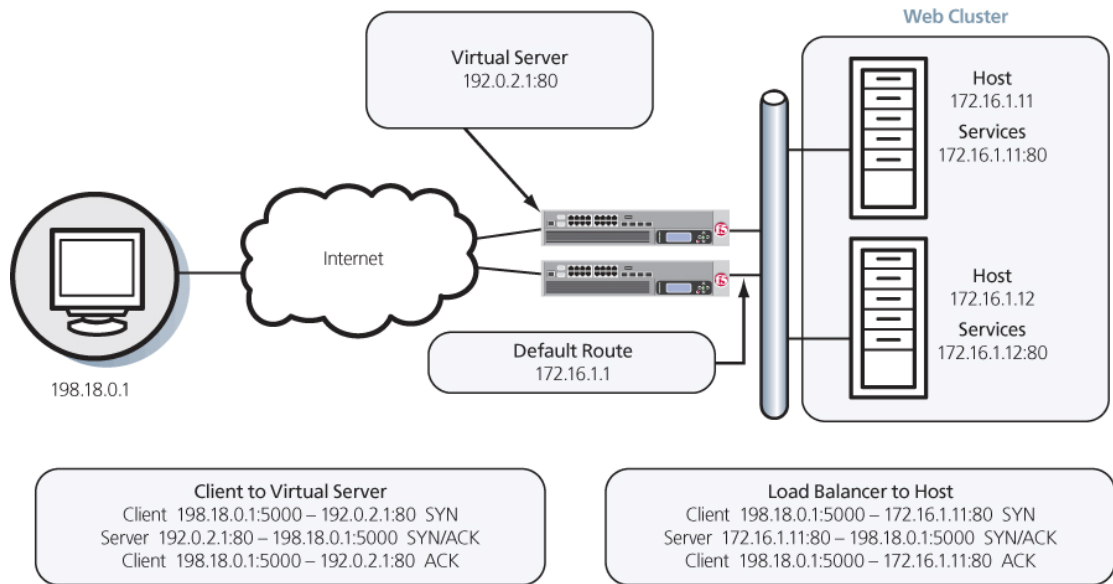 Web Cluster
Virtual Server
192.0.2.1:80
Host
172.16.1.11
Services
172.16.1.11:80
Internet
Host
172.16.1.12
Services
172.16.1.12:80
Default Route
172.16.1.1
198.18.0.1
Client to Virtual Server
Client 198.18.0.1:5000 – 192.0.2.1:80 SYN
Server 192.0.2.1:80 – 198.18.0.1:5000 SYN/ACK
Client 198.18.0.1:5000 – 192.0.2.1:80 ACK
Load Balancer to Host
Client 198.18.0.1:5000 – 172.16.1.11:80 SYN
Server 172.16.1.11:80 – 198.18.0.1:5000 SYN/ACK
Client 198.18.0.1:5000 – 172.16.1.11:80 ACK
f5
f5